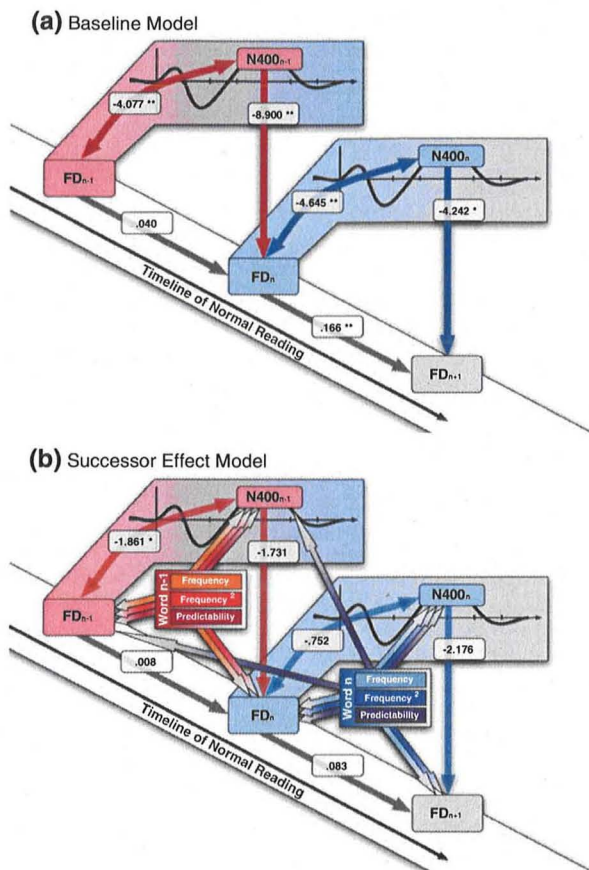 (a) Baseline Model
N400n-1
-4.077 **
-8.900 **
N400n
FDn-1
-4.645 **
-4.242 *
.040
FDn
Timeline of Normal Reading
.166 **
FDn+1
(b) Successor Effect Model
N400n-1
-1.861 *
-1.731
Word n-1
Frequency
Frequency 2
Predictability
N400n
FDn-1
-.752
-2.176
.008
Word n
Frequency
Frequency 2
Predictability
FDn
Timeline of Normal Reading
.083
FDn+1